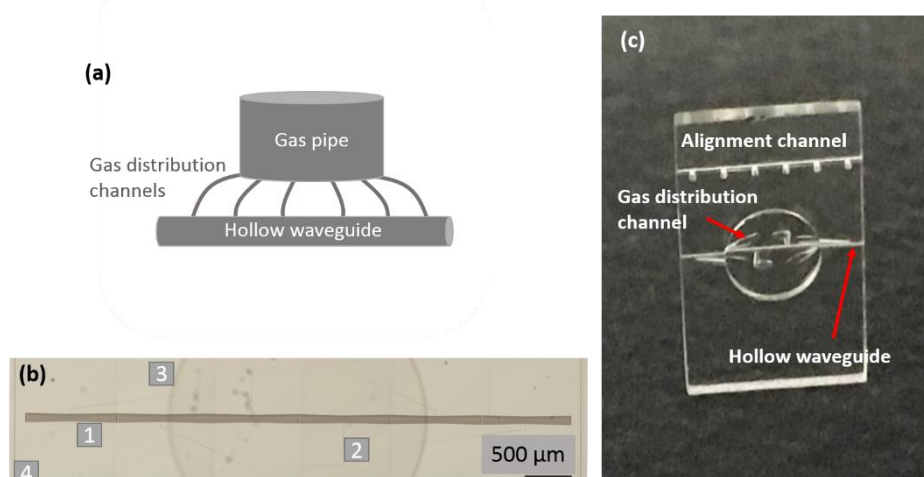 (a)
Gas pipe
Gas distribution
channels
Hollow waveguide
(b)
3
1
2
4
500 µm
(c)
Alignment channel
Gas distribution
channel
Hollow waveguide